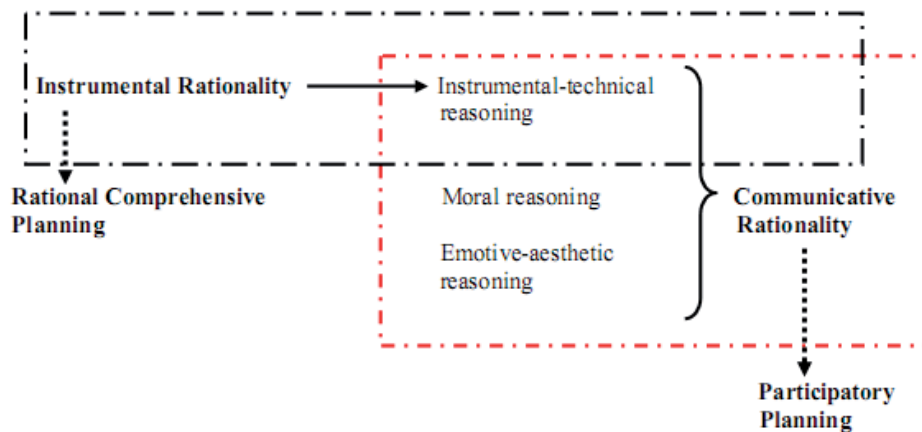 Instrumental Rationality
Instrumental-technical
reasoning
Rational Comprehensive
Planning
Moral reasoning
Communicative
Rationality
Emotive-aesthetic
reasoning
Participatory
Planning